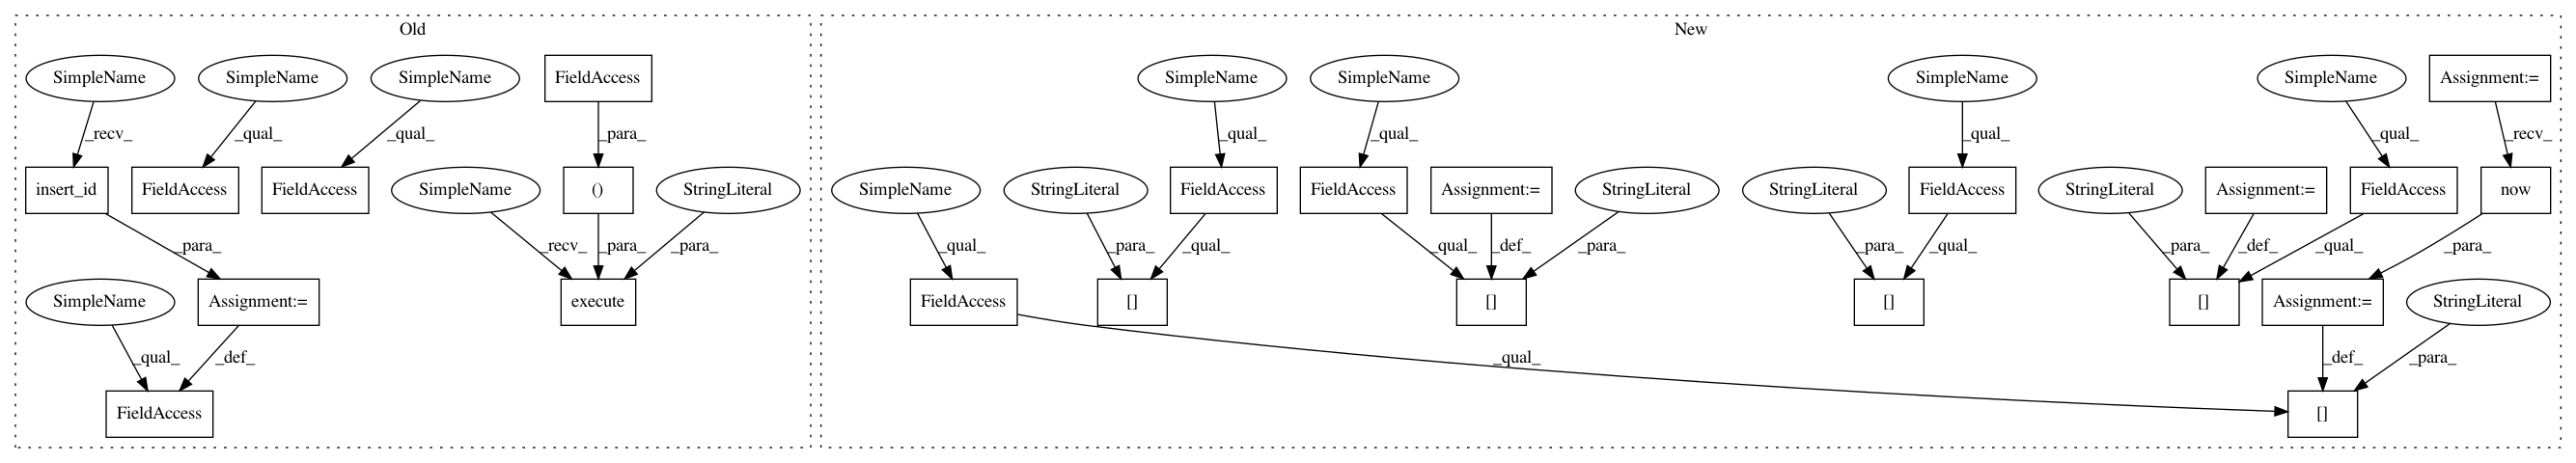 Old
New
SimpleName
SimpleName
SimpleName
FieldAccess
SimpleName
SimpleName
SimpleName
SimpleName
Assignment:=
_recv_
_qual_
_qual_
_para_
_qual_
_qual_
_qual_
_qual_
_recv_
insert_id
FieldAccess
FieldAccess
SimpleName
()
StringLiteral
SimpleName
StringLiteral
FieldAccess
FieldAccess
Assignment:=
StringLiteral
StringLiteral
FieldAccess
StringLiteral
Assignment:=
FieldAccess
now
_para_
_recv_
_para_
_para_
_qual_
_para_
_qual_
_qual_
_def_
_para_
_para_
_qual_
_para_
_def_
_qual_
_para_
SimpleName
Assignment:=
execute
FieldAccess
[]
[]
[]
[]
Assignment:=
StringLiteral
_qual_
_def_
_qual_
_def_
_para_
FieldAccess
[]